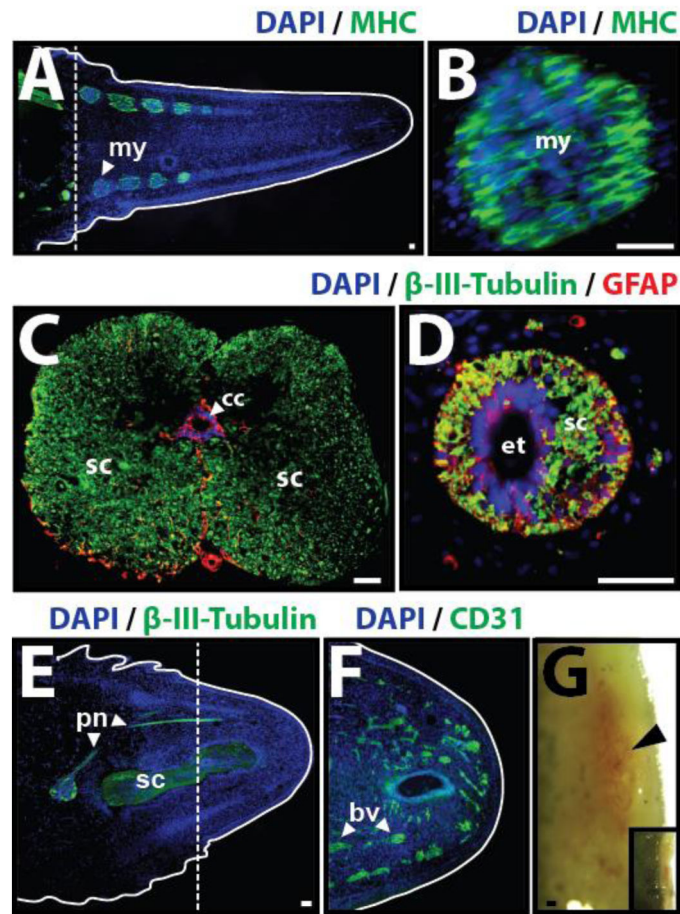 DAPI / MHC DAPI / MHC
A B
my my
DAPI / β-III-Tubulin / GFAP
C D
cc
sc sc sc
et
DAPI / β-III-Tubulin DAPI / CD31
E F G
pn
sc
bv